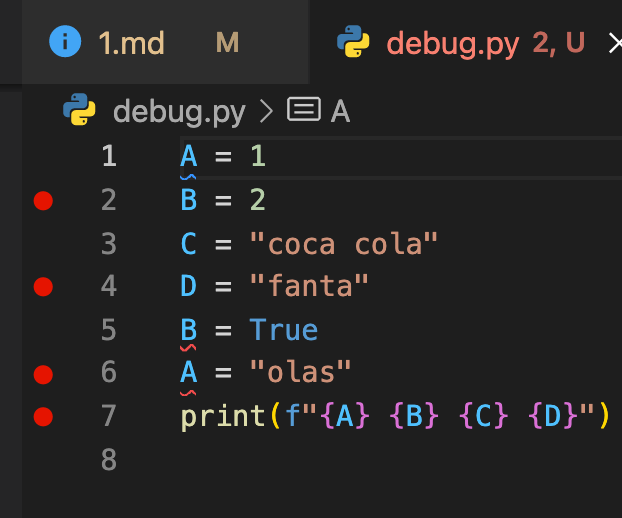 1.md M debug.py 2, U
debug.py > A
1 A = 1
2 B = 2
3 C = "coca cola"
4 D = "fanta"
5 B = True
6 A = "olas"
7 print(f"{A} {B} {C} {D}")
8